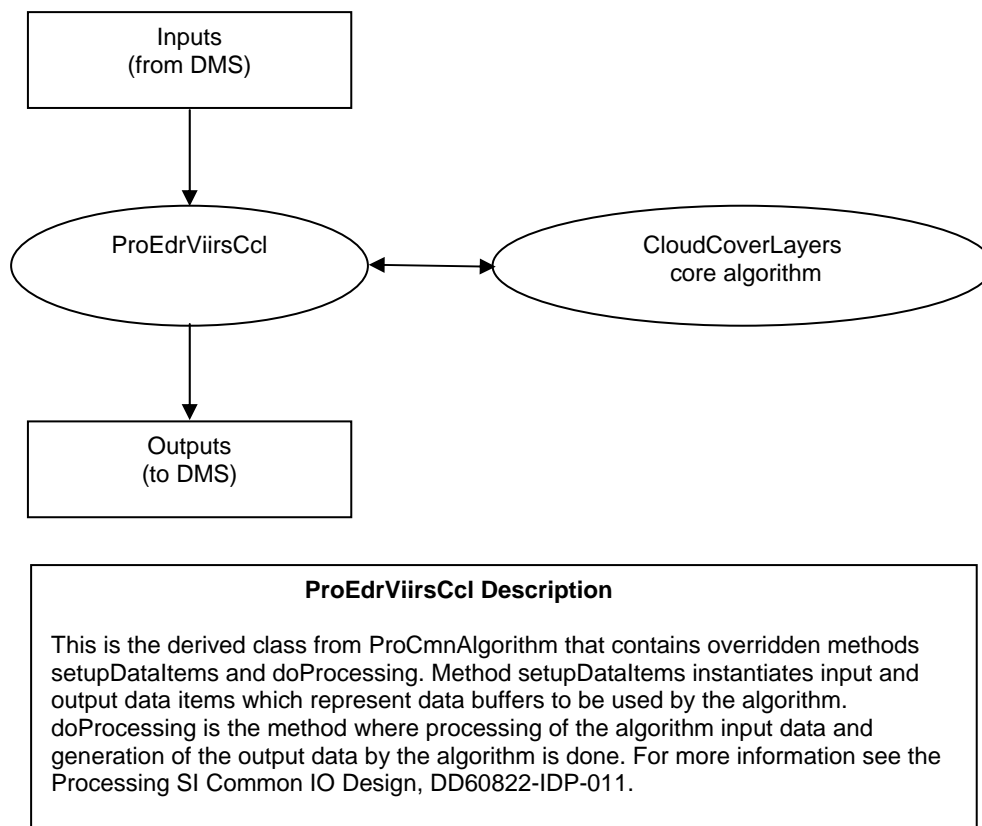 Inputs
(from DMS)
ProEdrViirsCcl
CloudCoverLayers
core algorithm
Outputs
(to DMS)
ProEdrViirsCcl Description
This is the derived class from ProCmnAlgorithm that contains overridden methods
setupDataItems and doProcessing. Method setupDataItems instantiates input and
output data items which represent data buffers to be used by the algorithm.
doProcessing is the method where processing of the algorithm input data and
generation of the output data by the algorithm is done. For more information see the
Processing SI Common IO Design, DD60822-IDP-011.